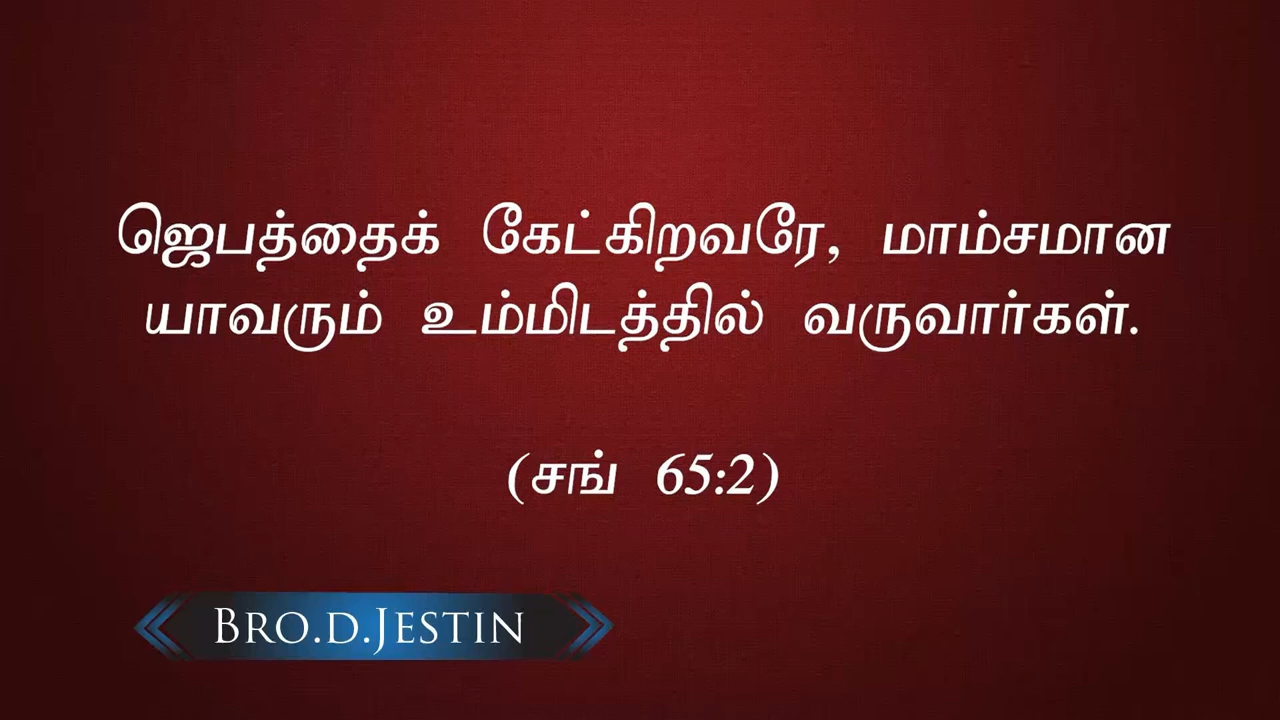 ஜெபத்தைக் கேட்கிறவரே, மாம்சமான
யாவரும் உம்மிடத்தில் வருவார்கள்.
(சங் 65:2)
BRO.D.JESTIN